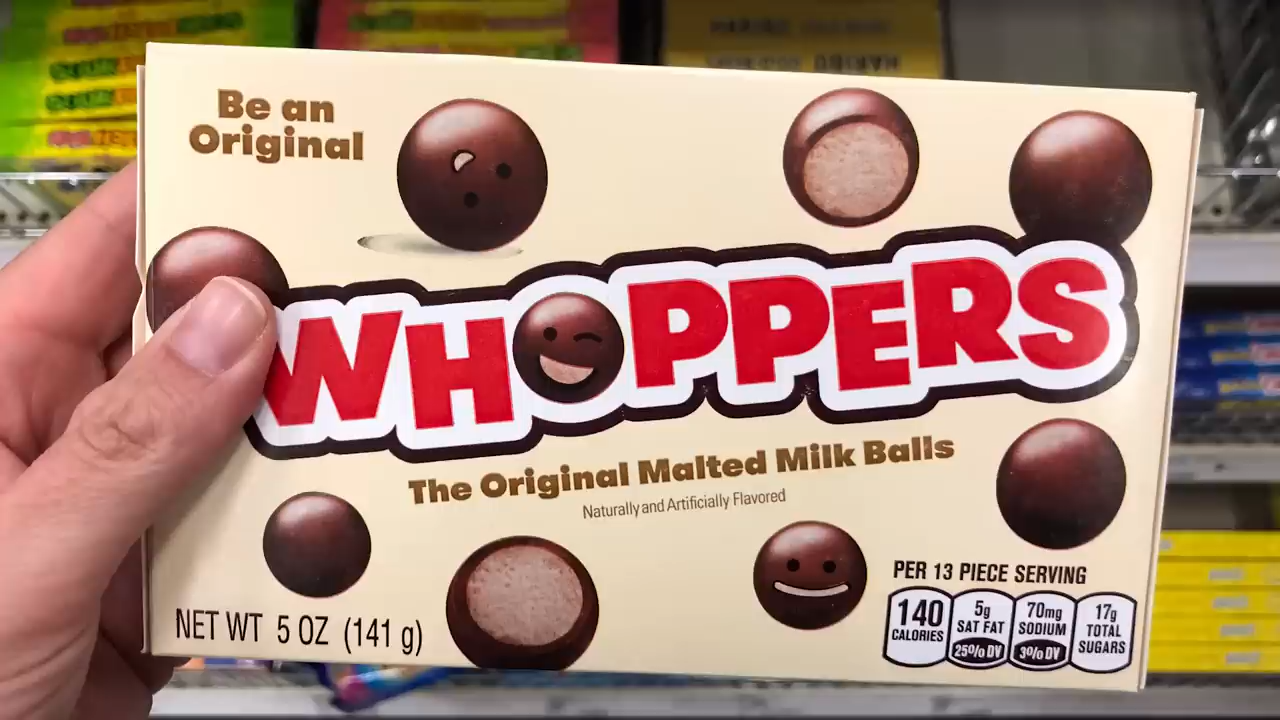 Be an
Original
WHOPPERS
The Original Malted Milk Balls
Naturally and Artificially Flavored
NET WT 5 OZ (141 g)
PER 13 PIECE SERVING
140
CALORIES
5g
SAT FAT
25% DV
70mg
SODIUM
3% DV
17g
TOTAL
SUGARS
HARIBO